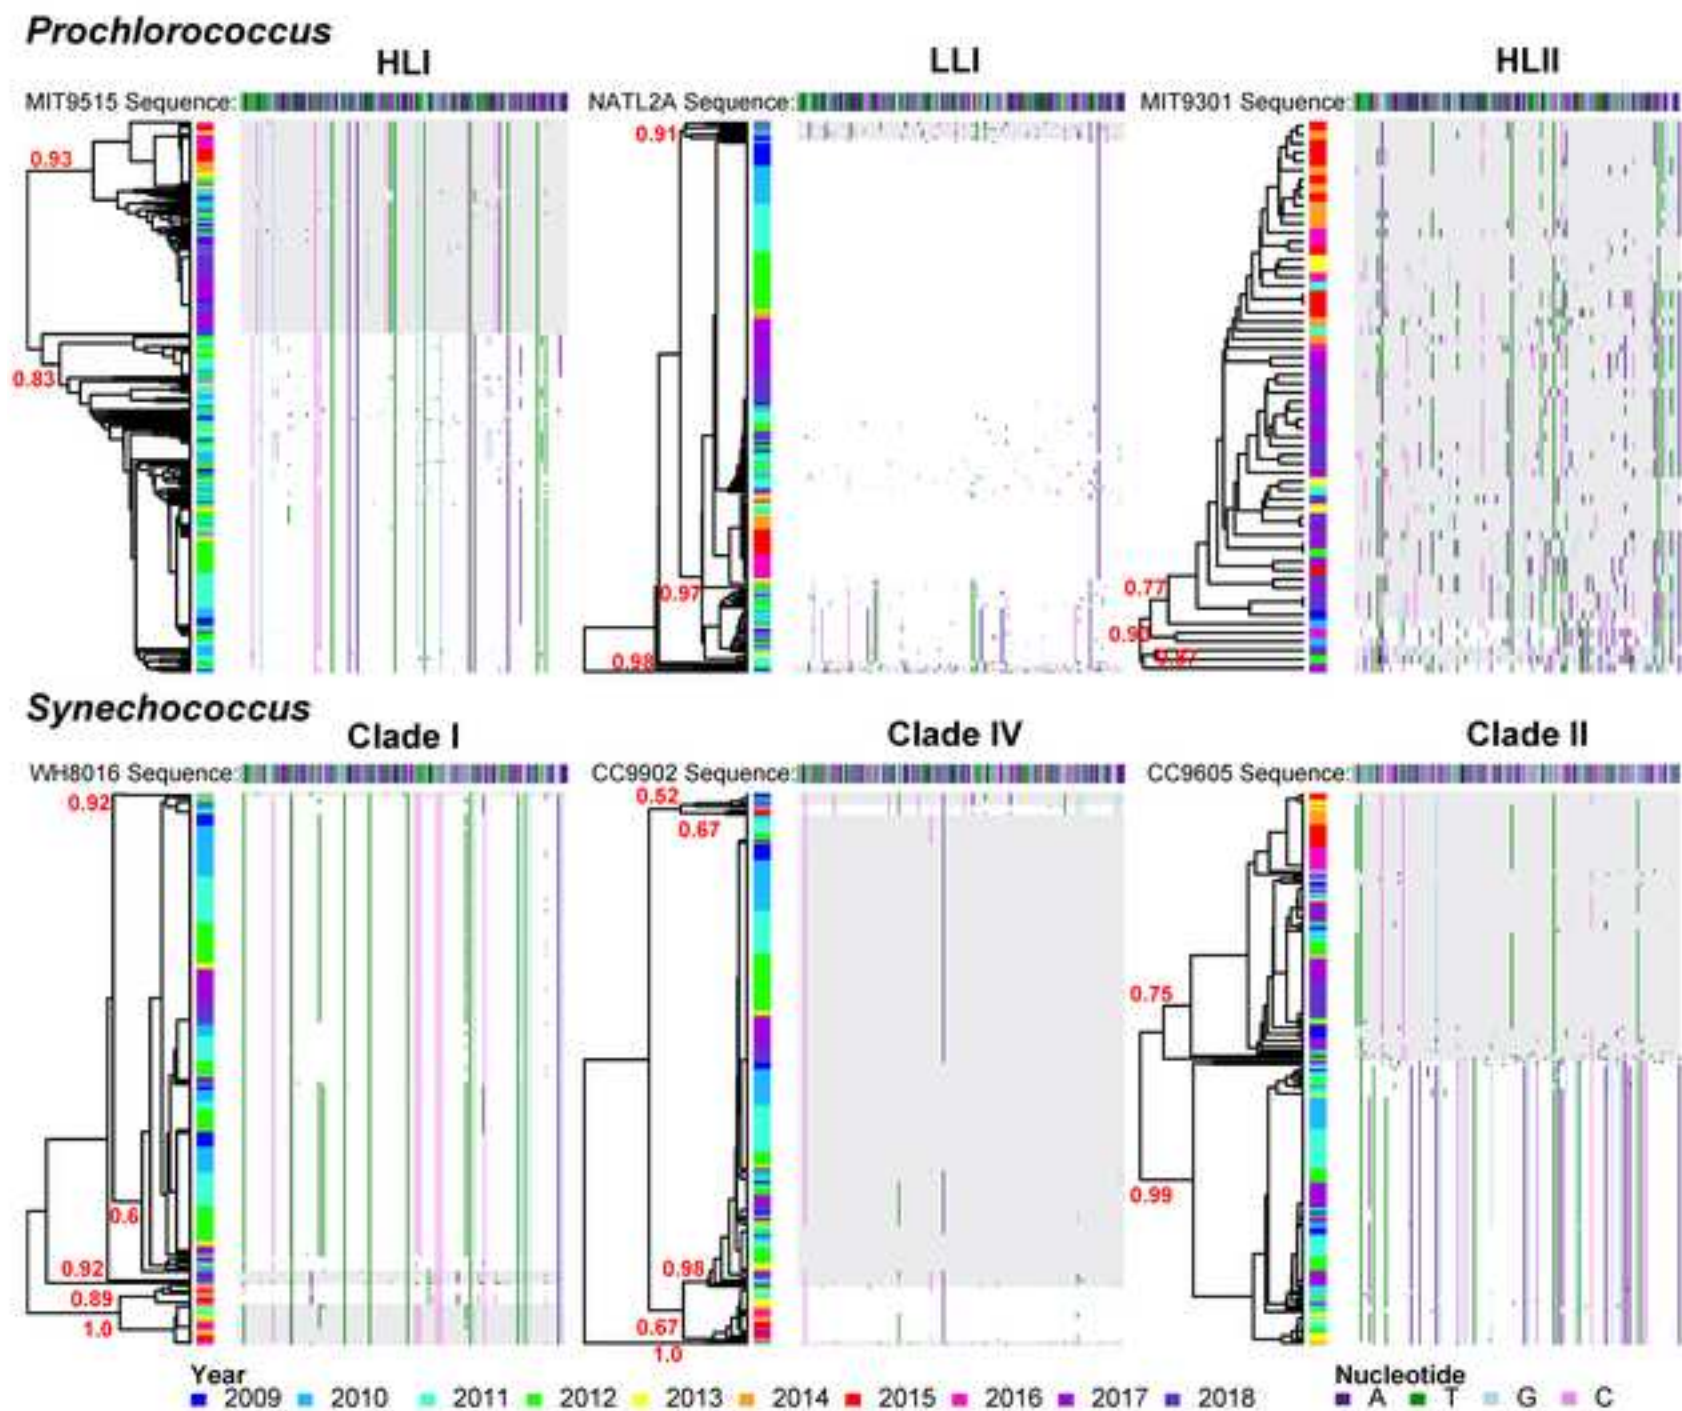 Prochlorococcus
HLI LLI HLII
MIT9515 Sequence: NATL2A Sequence: MIT9301 Sequence:
0.91
0.93
0.83
0.97
0.77
0.98
Synechococcus
Clade I Clade IV Clade II
WH8016 Sequence: CC9902 Sequence: CC9605 Sequence:
0.92 0.52
0.67
0.75
0.99
0.6
0.92 0.98
0.89
1.0 0.67
1.0
Year Nucleotide
2009 2010 2011 2012 2013 2014 2015 2016 2017 2018 A T G C